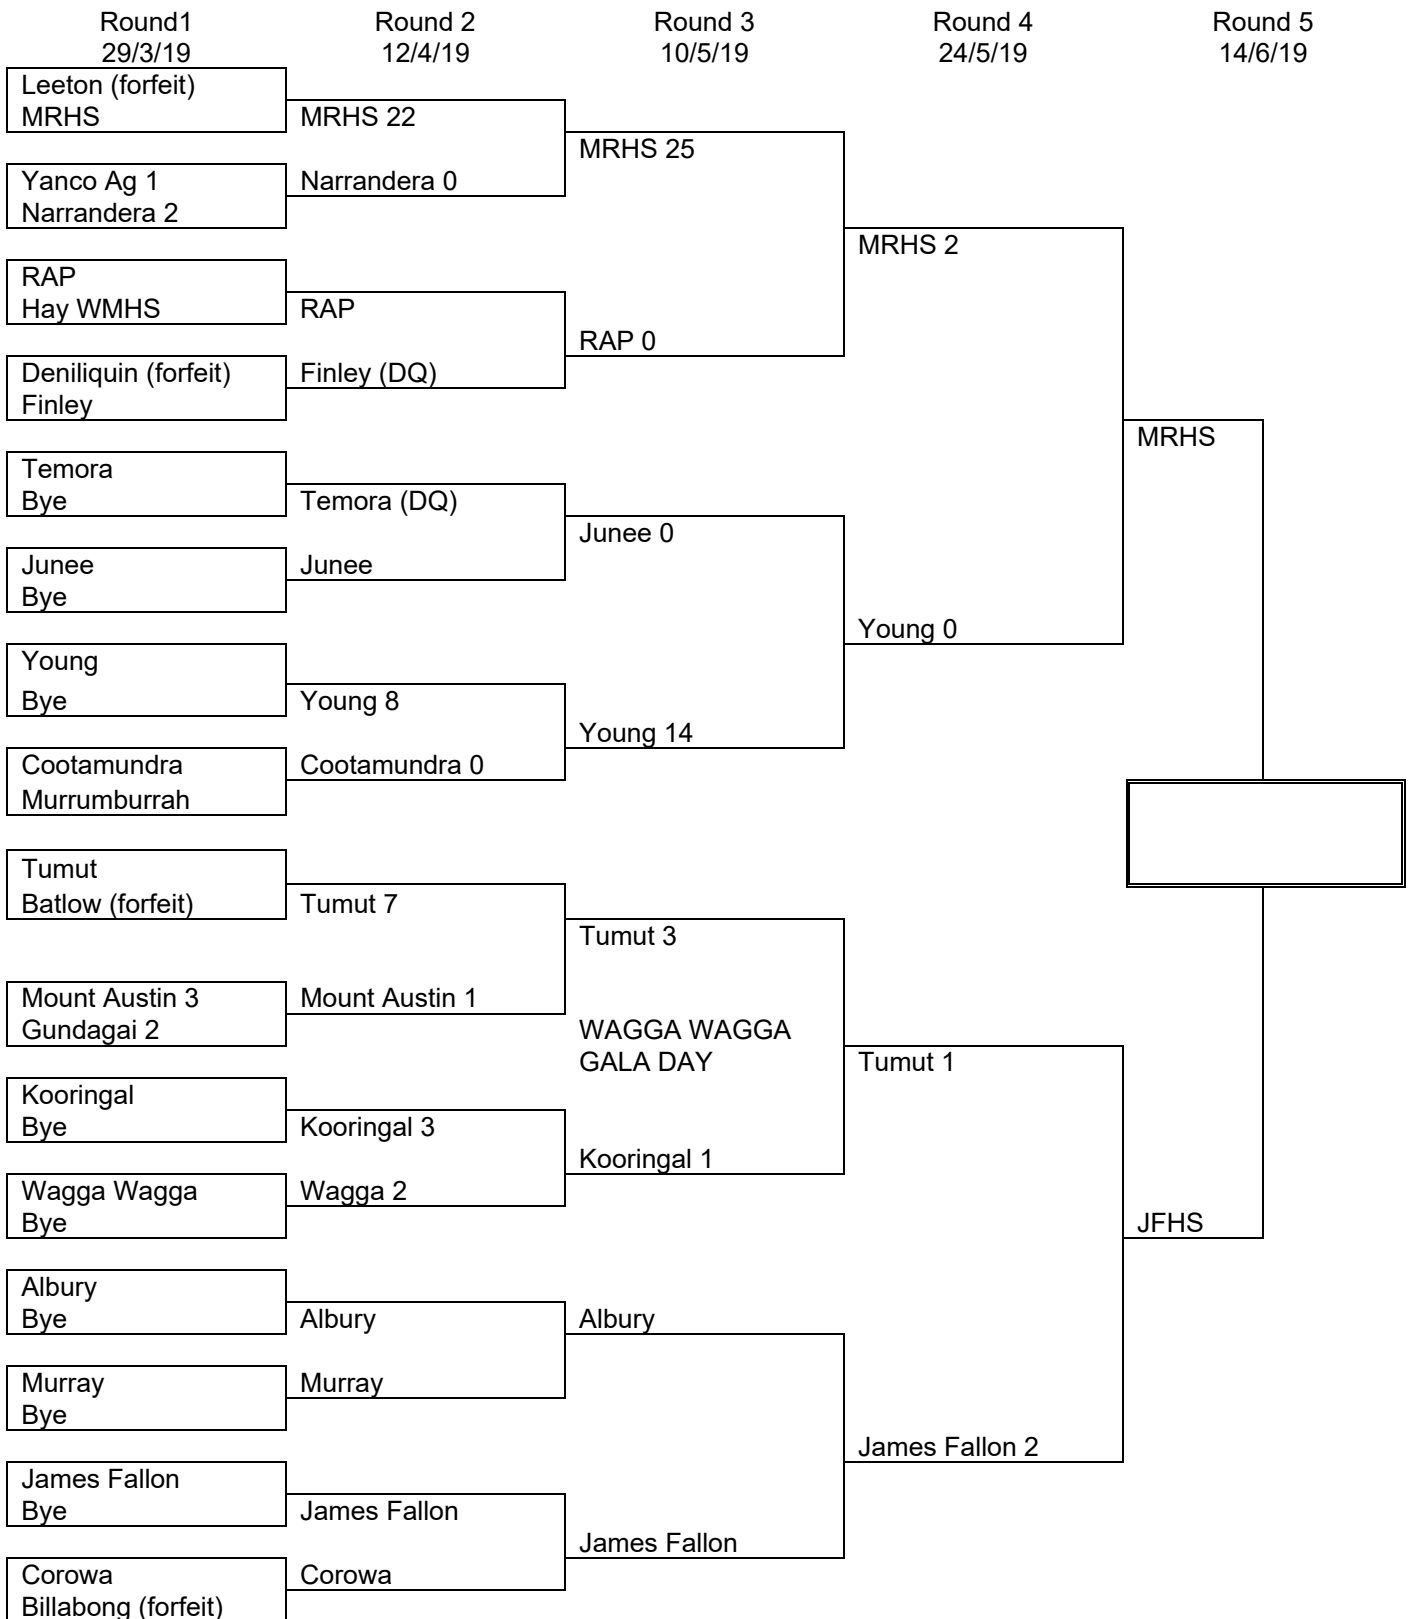 Round1
29/3/19
Round 2
12/4/19
Round 3
10/5/19
Round 4
24/5/19
Round 5
14/6/19
Leeton (forfeit)
MRHS
Yanco Ag 1
Narrandera 2
RAP
Hay WMHS
Deniliquin (forfeit)
Finley
Temora
Bye
Junee
Bye
Young
Bye
Cootamundra
Murrumburrah
Tumut
Batlow (forfeit)
Mount Austin 3
Gundagai 2
Kooringal
Bye
Wagga Wagga
Bye
Albury
Bye
Murray
Bye
James Fallon
Bye
Corowa
Billabong (forfeit)
MRHS 22
Narrandera 0
RAP
Finley (DQ)
Temora (DQ)
Junee
Young 8
Cootamundra 0
Tumut 7
Mount Austin 1
Kooringal 3
Wagga 2
Albury
Murray
James Fallon
Corowa
MRHS 25
RAP 0
Junee 0
Young 14
Tumut 3
WAGGA WAGGA
GALA DAY
Kooringal 1
Albury
James Fallon
MRHS 2
Young 0
Tumut 1
James Fallon 2
MRHS
JFHS